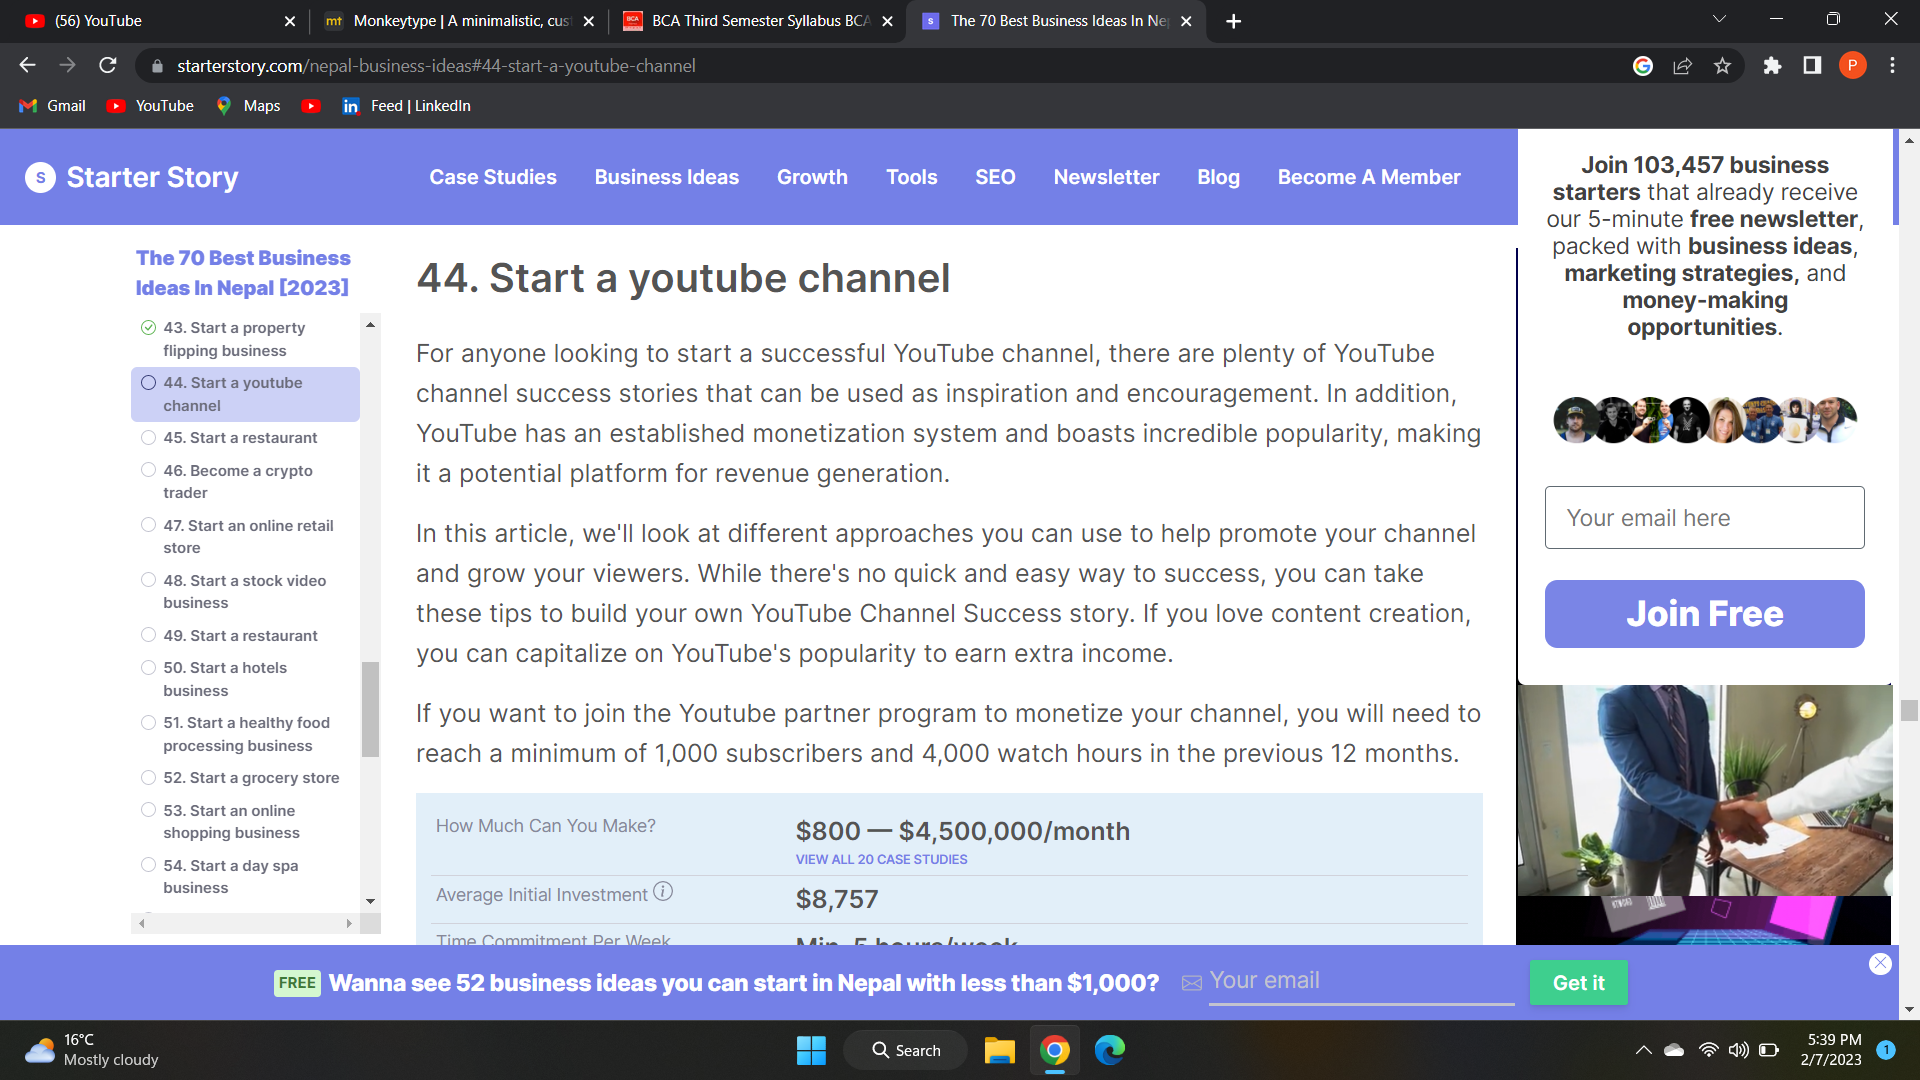 (56) YouTube
Monkeytype | A minimalistic, cust
BCA Third Semester Syllabus BCA
The 70 Best Business Ideas In Nep
starterstory.com/nepal-business-ideas#44-start-a-youtube-channel
P
Gmail
YouTube
Maps
Feed | LinkedIn
S Starter Story
Case Studies
Business Ideas
Growth
Tools
SEO
Newsletter
Blog
Become A Member
The 70 Best Business
Ideas In Nepal [2023]
43. Start a property
flipping business
44. Start a youtube
channel
45. Start a restaurant
46. Become a crypto
trader
47. Start an online retail
store
48. Start a stock video
business
49. Start a restaurant
50. Start a hotels
business
51. Start a healthy food
processing business
52. Start a grocery store
53. Start an online
shopping business
54. Start a day spa
business
44. Start a youtube channel
For anyone looking to start a successful YouTube channel, there are plenty of YouTube
channel success stories that can be used as inspiration and encouragement. In addition,
YouTube has an established monetization system and boasts incredible popularity, making
it a potential platform for revenue generation.
In this article, we'll look at different approaches you can use to help promote your channel
and grow your viewers. While there's no quick and easy way to success, you can take
these tips to build your own YouTube Channel Success story. If you love content creation,
you can capitalize on YouTube's popularity to earn extra income.
If you want to join the Youtube partner program to monetize your channel, you will need to
reach a minimum of 1,000 subscribers and 4,000 watch hours in the previous 12 months.
How Much Can You Make?
$800 — $4,500,000/month
VIEW ALL 20 CASE STUDIES
Average Initial Investment
$8,757
Time Commitment Per Week
Min. 5 hours/week
Join 103,457 business
starters that already receive
our 5-minute free newsletter,
packed with business ideas,
marketing strategies, and
money-making
opportunities.
Your email here
Join Free
FREE Wanna see 52 business ideas you can start in Nepal with less than $1,000?
Your email
Get it
16°C
Mostly cloudy
Search
5:39 PM
2/7/2023
1